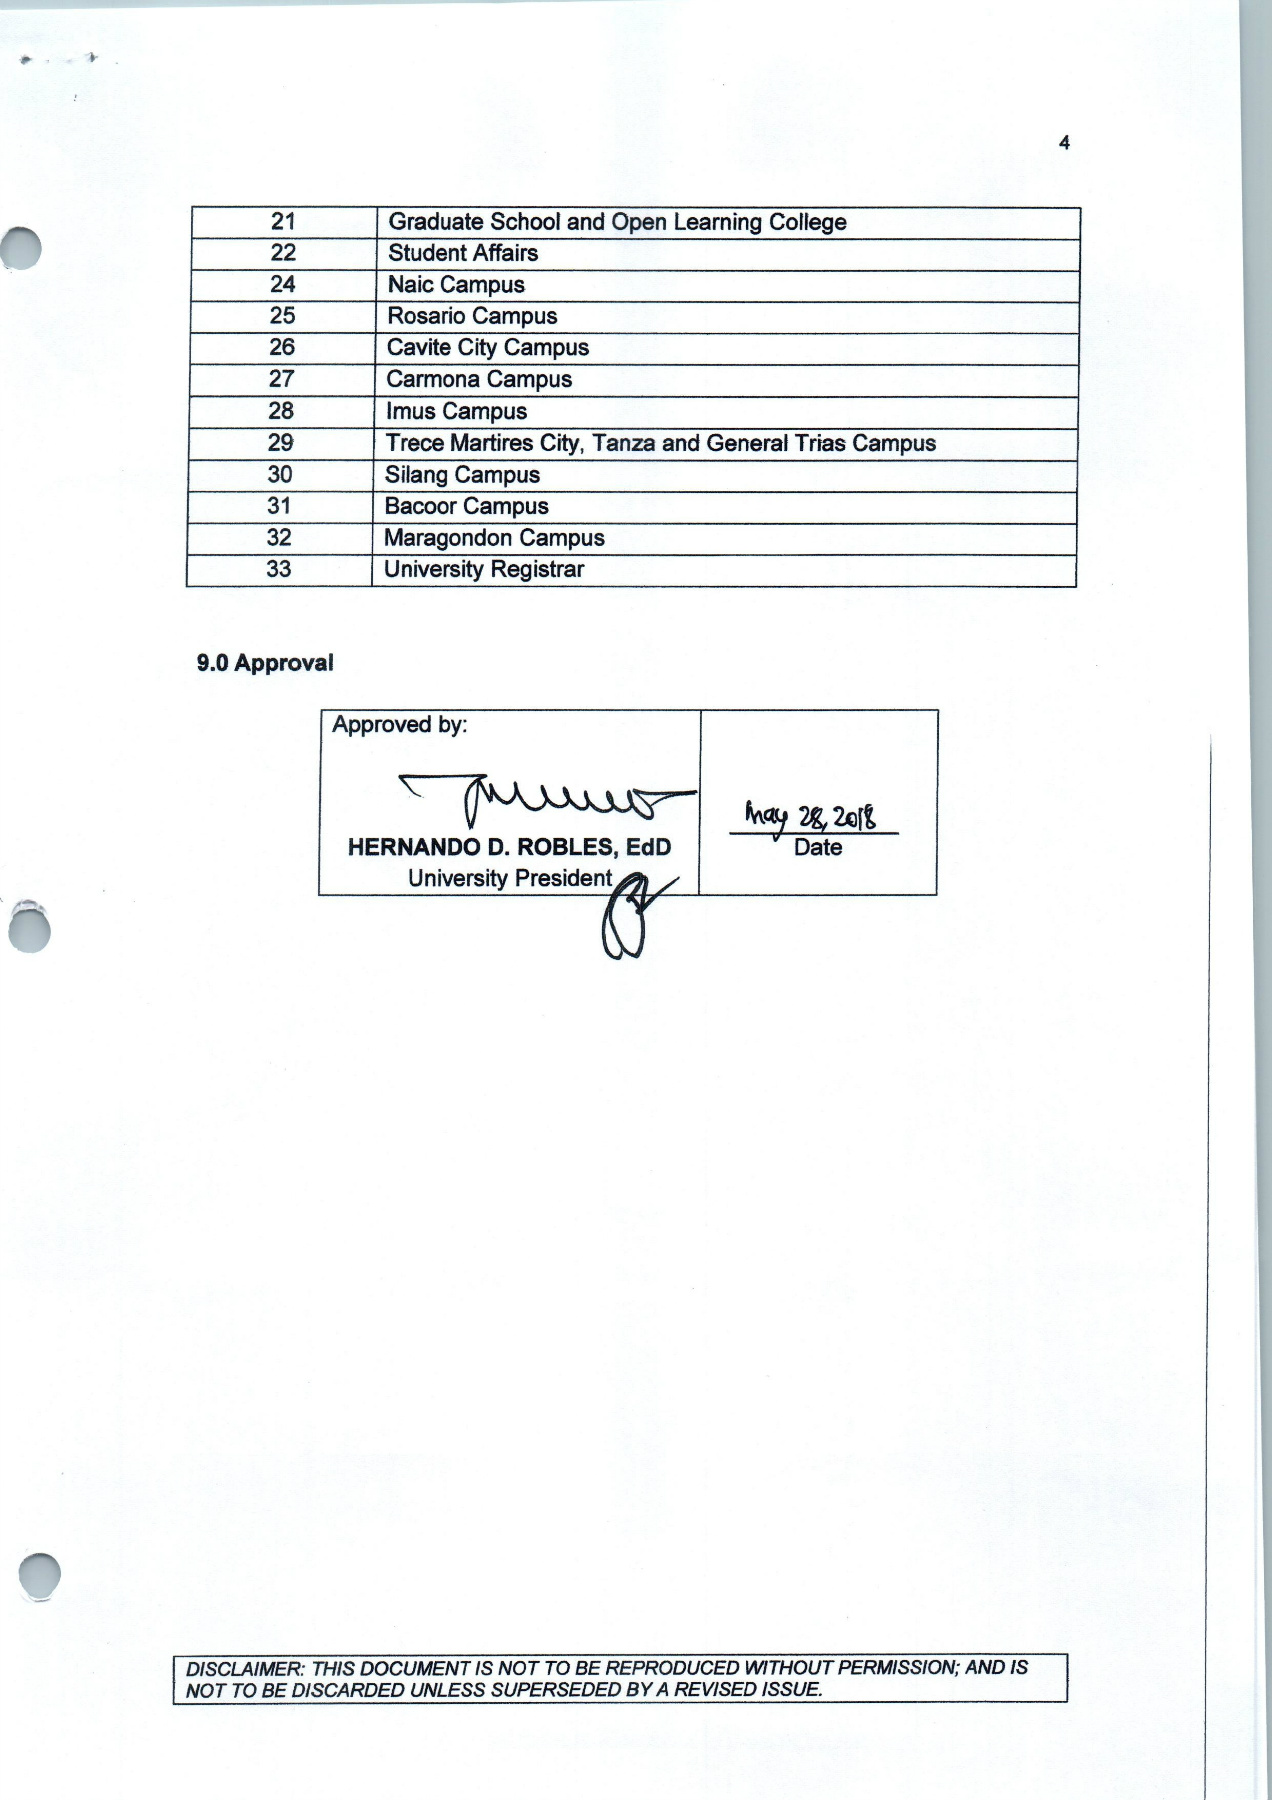 4
21 Graduate School and Open Learning College
22 Student Affairs
24 Naic Campus
25 Rosario Campus
26 Cavite City Campus
27 Carmona Campus
28 Imus Campus
29 Trece Martires City, Tanza and General Trias Campus
30 Silang Campus
31 Bacoor Campus
32 Maragondon Campus
33 University Registrar
9.0 Approval
Approved by:
HERNANDO D. ROBLES, EdD
University President
May 28, 2018
Date
DISCLAIMER: THIS DOCUMENT IS NOT TO BE REPRODUCED WITHOUT PERMISSION; AND IS
NOT TO BE DISCARDED UNLESS SUPERSEDED BY A REVISED ISSUE.